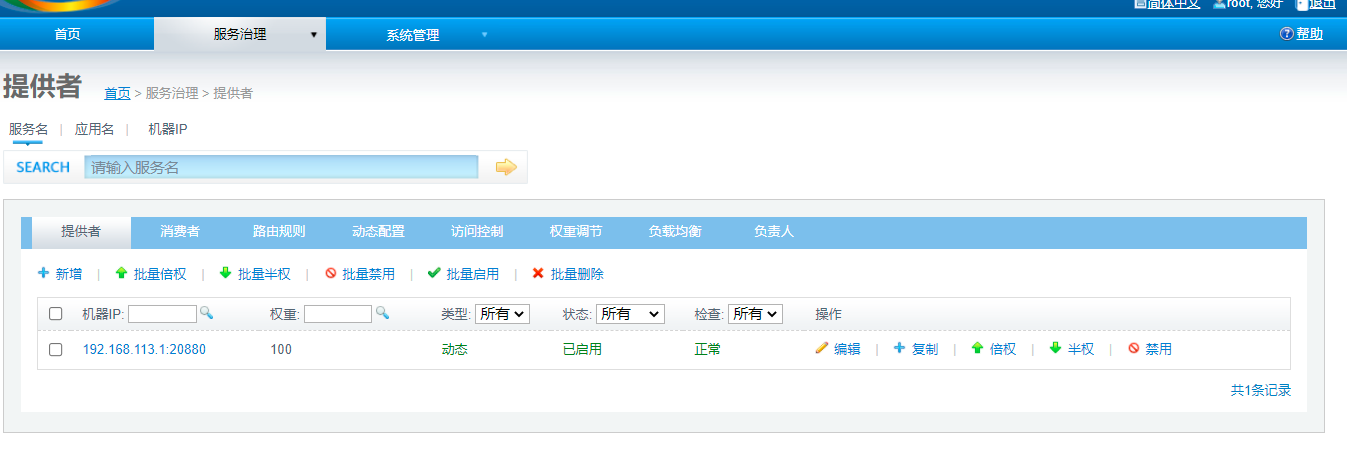 简体中文 root, 您好 退出
首页 服务治理 系统管理 帮助
提供者 首页 > 服务治理 > 提供者
服务名 | 应用名 | 机器IP
SEARCH 请输入服务名
提供者 消费者 路由规则 动态配置 访问控制 权重调节 负载均衡 负责人
新增 | 批量倍权 | 批量半权 | 批量禁用 | 批量启用 | 批量删除
机器IP: 权重: 类型: 所有 状态: 所有 检查: 所有 操作
192.168.113.1:20880 100 动态 已启用 正常 编辑 | 复制 | 倍权 | 半权 | 禁用
共1条记录